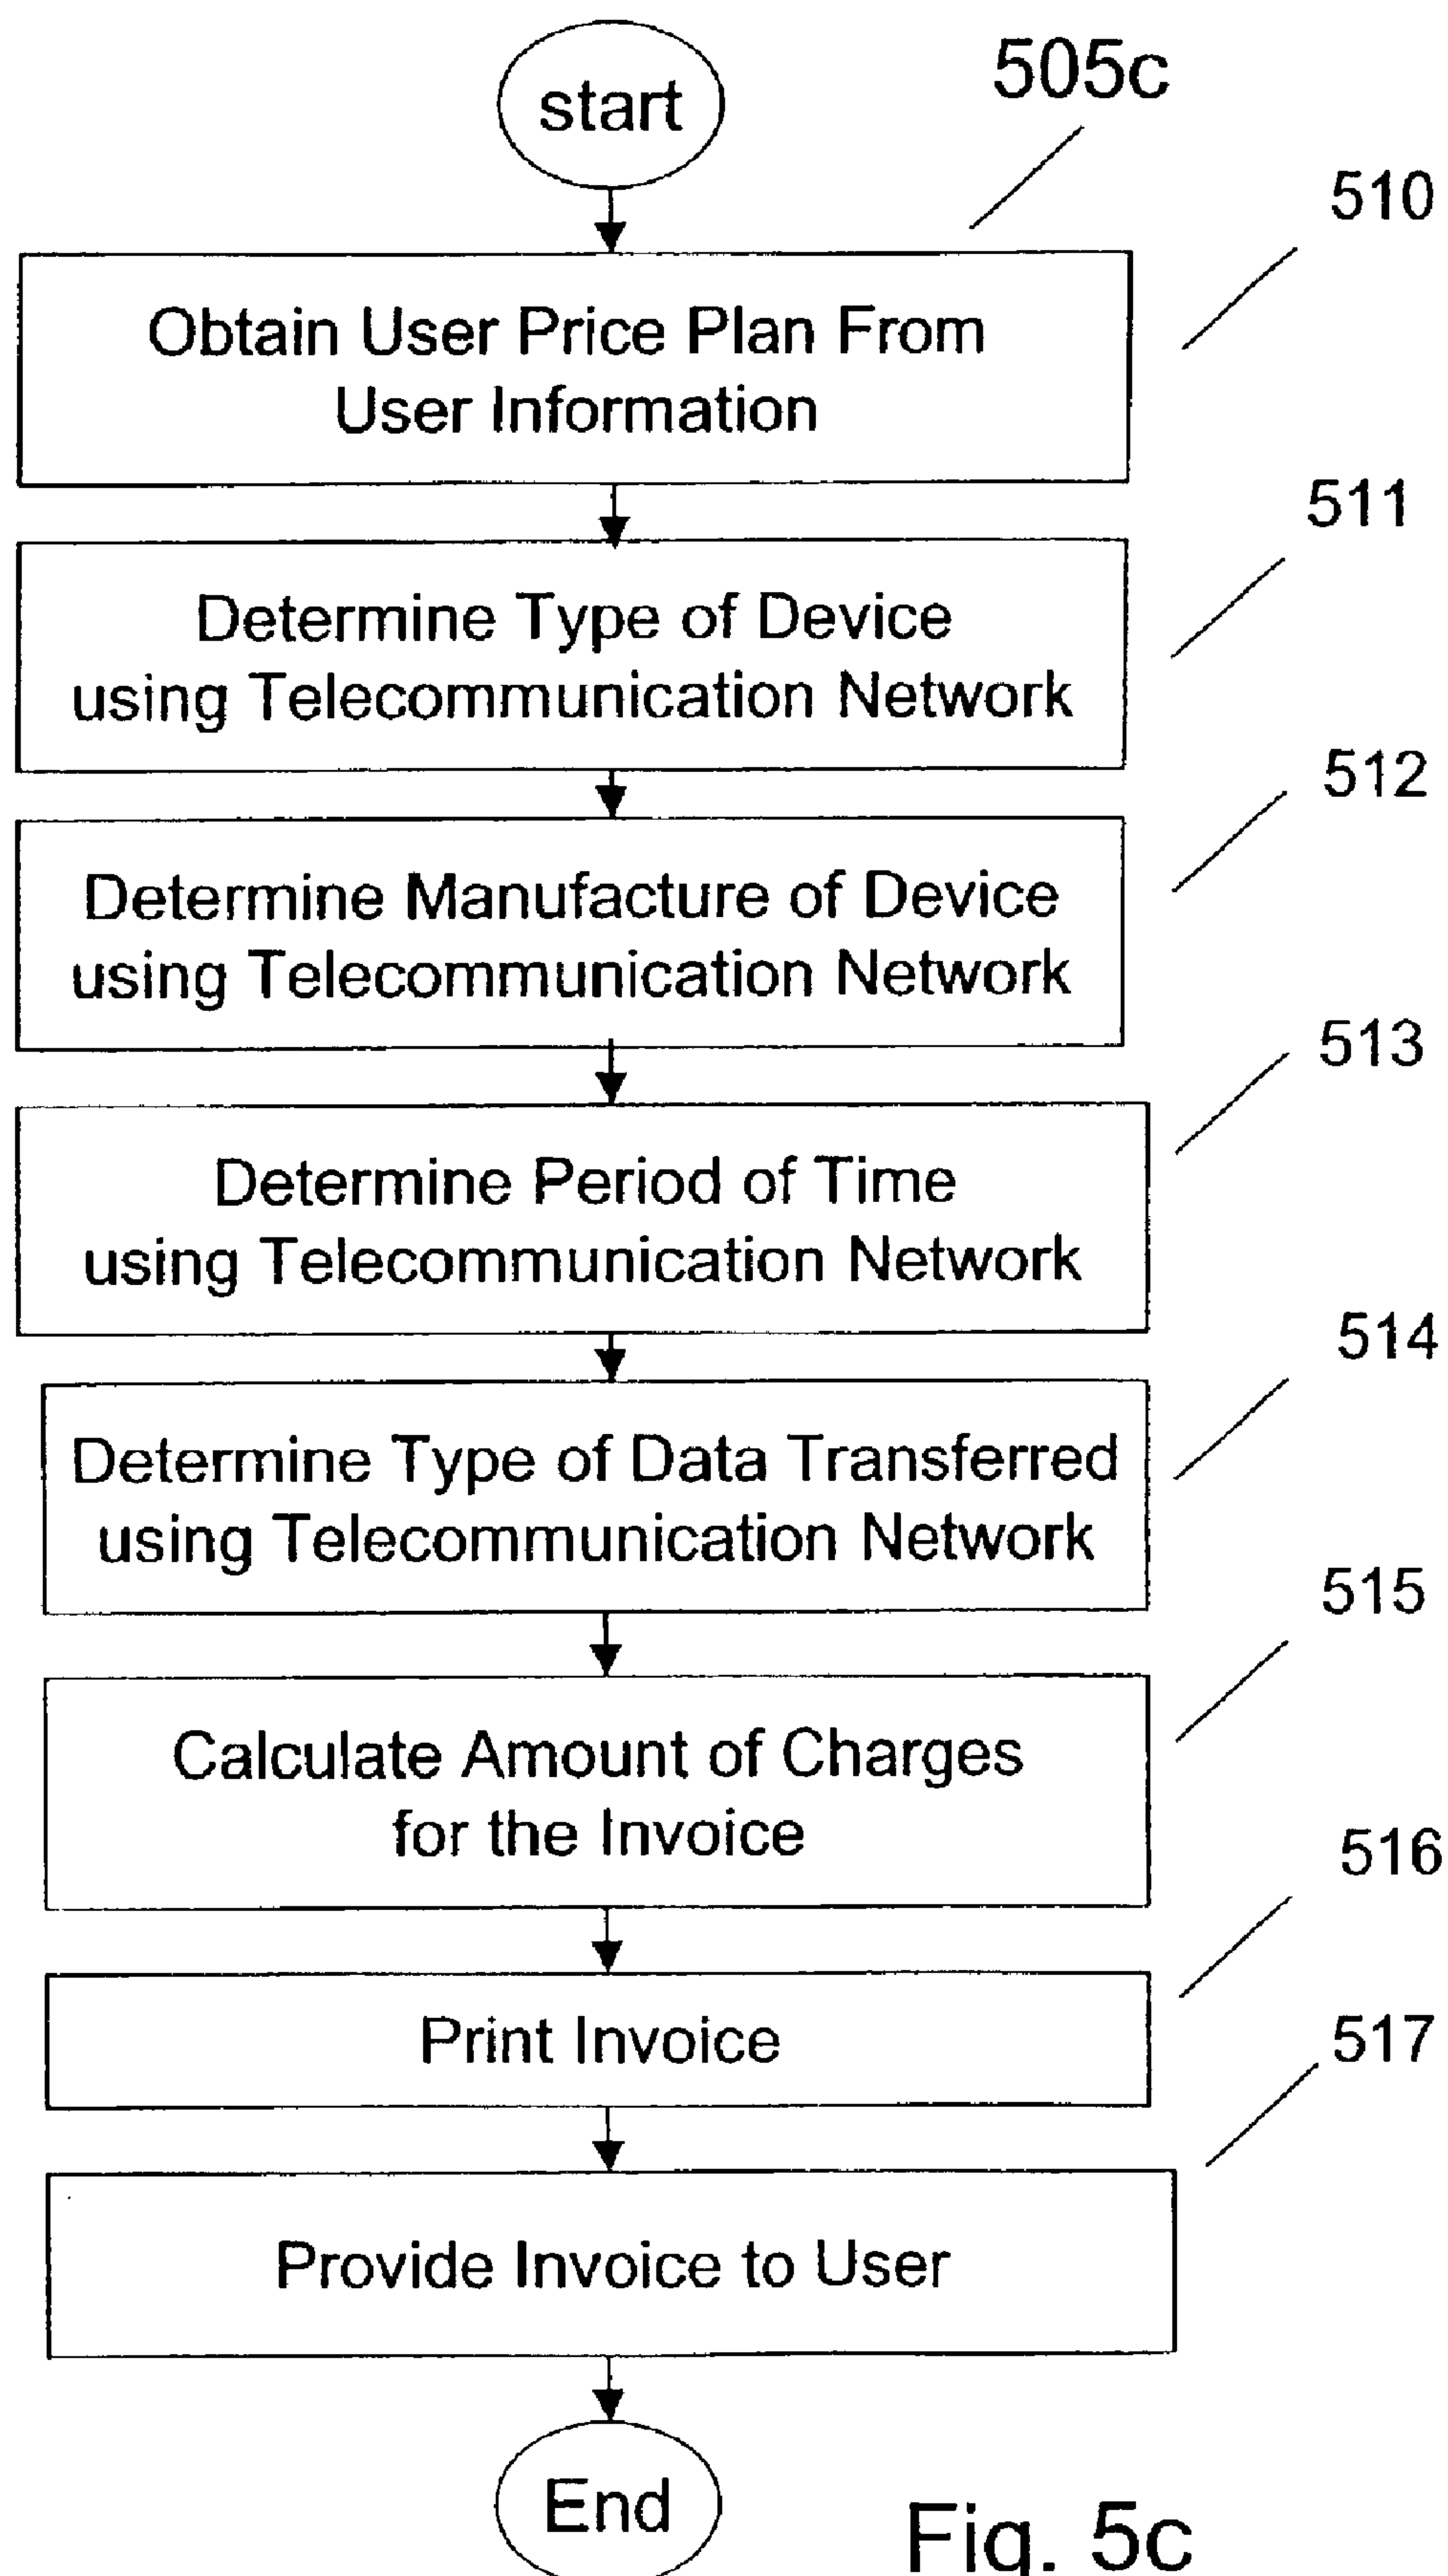 start
505c
510
Obtain User Price Plan From
User Information
511
Determine Type of Device
using Telecommunication Network
512
Determine Manufacture of Device
using Telecommunication Network
513
Determine Period of Time
using Telecommunication Network
514
Determine Type of Data Transferred
using Telecommunication Network
515
Calculate Amount of Charges
for the Invoice
516
Print Invoice
517
Provide Invoice to User
End
Fig. 5c